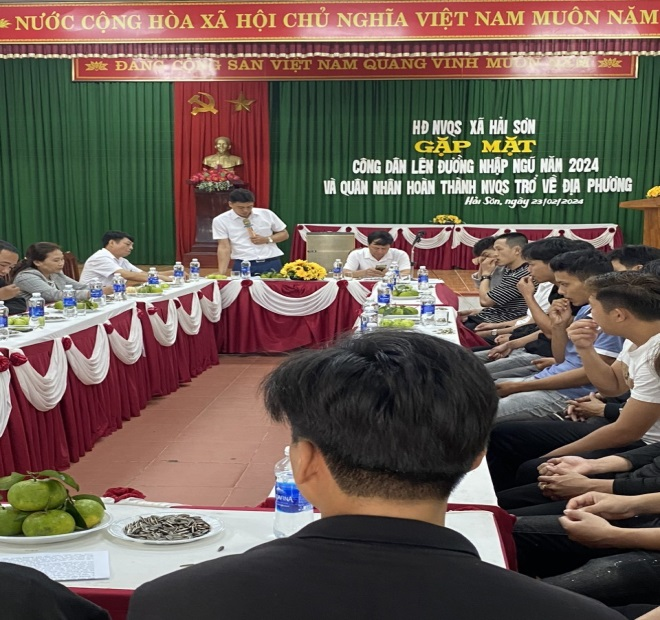 NƯỚC CỘNG HÒA XÃ HỘI CHỦ NGHĨA VIỆT NAM MUÔN NĂM
ĐẢNG CỘNG SẢN VIỆT NAM QUANG VINH MUÔN NĂM
HĐ NVQS XÃ HẢI SƠN
GẶP MẶT
CÔNG DÂN LÊN ĐƯỜNG NHẬP NGŨ NĂM 2024
VÀ QUÂN NHÂN HOÀN THÀNH NVQS TRỞ VỀ ĐỊA PHƯƠNG
Hải Sơn, ngày 23/02/2024